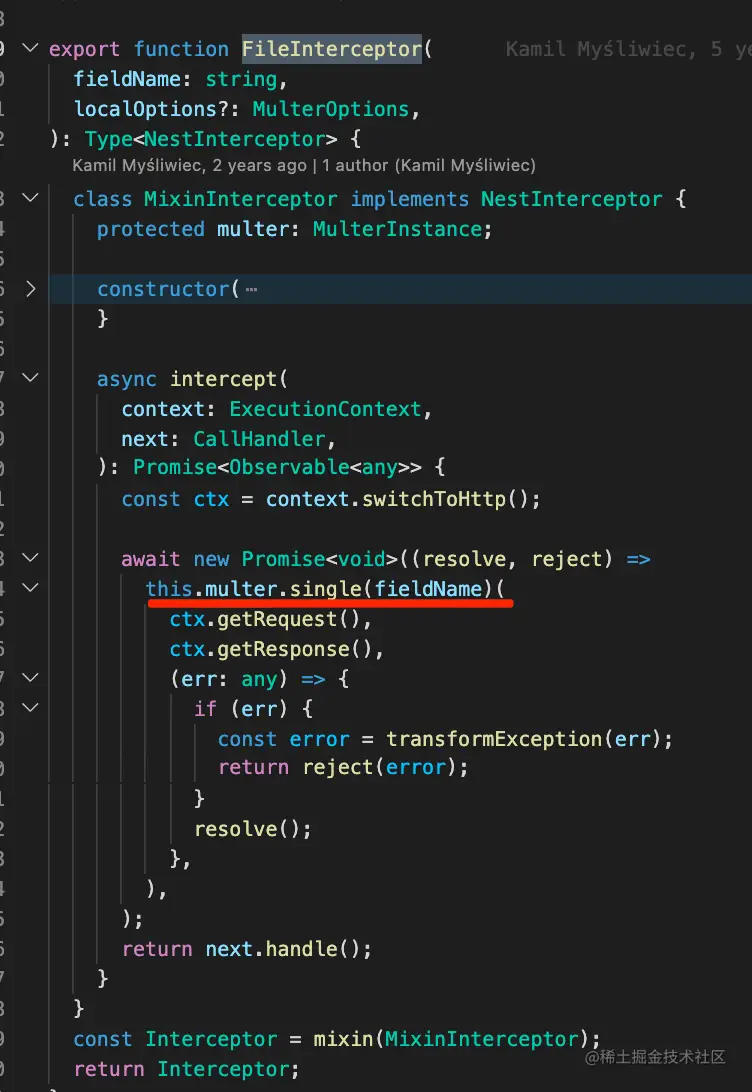 export function FileInterceptor( Kamil Myśliwiec, 5 ye
fieldName: string,
localOptions?: MulterOptions,
): Type<NestInterceptor> {
Kamil Myśliwiec, 2 years ago | 1 author (Kamil Myśliwiec)
class MixinInterceptor implements NestInterceptor {
protected multer: MulterInstance;
constructor( ⋯
}
async intercept(
context: ExecutionContext,
next: CallHandler,
): Promise<Observable<any>> {
const ctx = context.switchToHttp();
await new Promise<void>((resolve, reject) =>
this.multer.single(fieldName)(
ctx.getRequest(),
ctx.getResponse(),
(err: any) => {
if (err) {
const error = transformException(err);
return reject(error);
}
resolve();
},
),
);
return next.handle();
}
}
const Interceptor = mixin(MixinInterceptor);
return Interceptor;
@稀土掘金技术社区